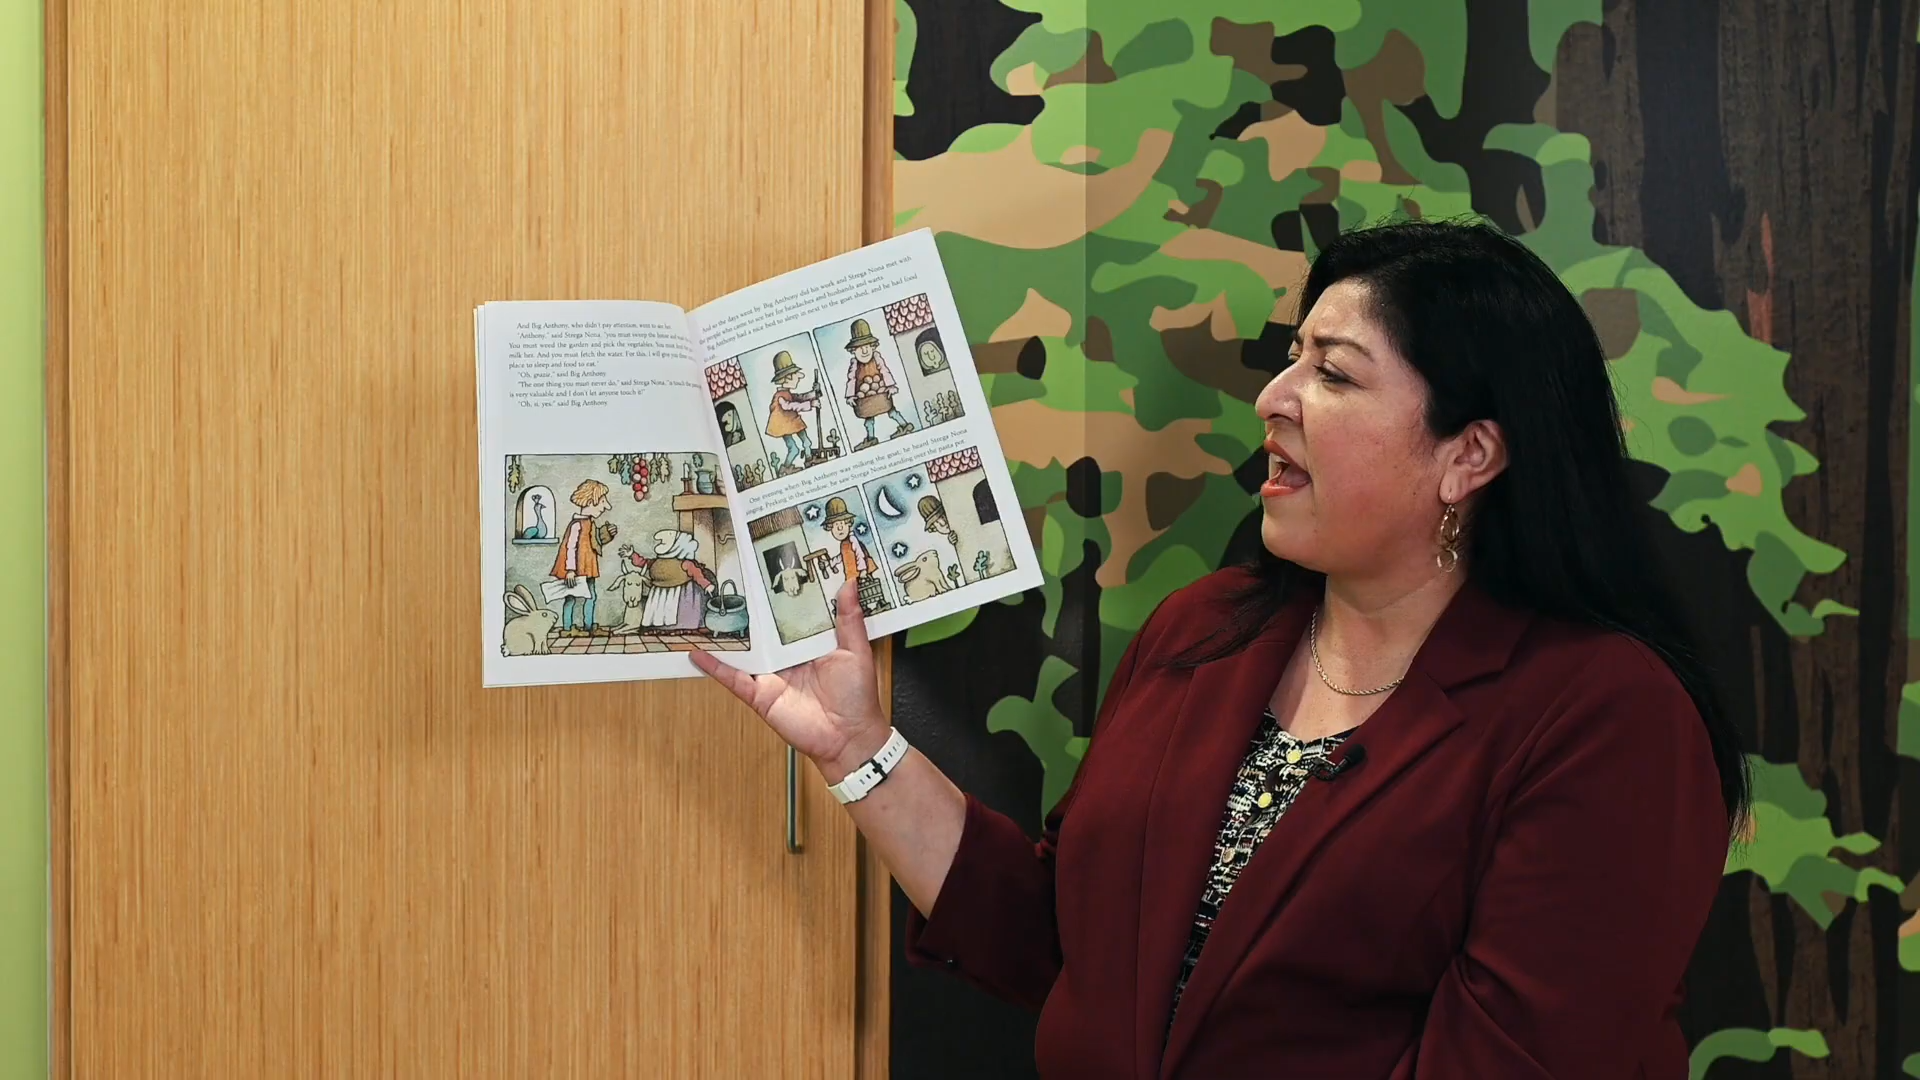 And Big Anthony, who didn't pay attention, went to see her.
"Anthony," said Strega Nona, "you must sweep the house and wash
You must weed the garden and pick the vegetables. You must feed the
milk her. And you must fetch the water. For this, I will give you three
place to sleep and food to eat."
"Oh, grazie," said Big Anthony.
"The one thing you must never do," said Strega Nona, "is touch the
is very valuable and I don't let anyone touch it!"
"Oh, si, yes," said Big Anthony.
And so the days went by. Big Anthony did his work and Strega Nona met with
the people who came to see her for headaches and husbands and warts.
Big Anthony had a nice bed to sleep in next to the goat shed, and he had food
to eat.
One evening when Big Anthony was milking the goat, he heard Strega Nona
singing. Peeking in the window, he saw Strega Nona standing over the pasta pot.